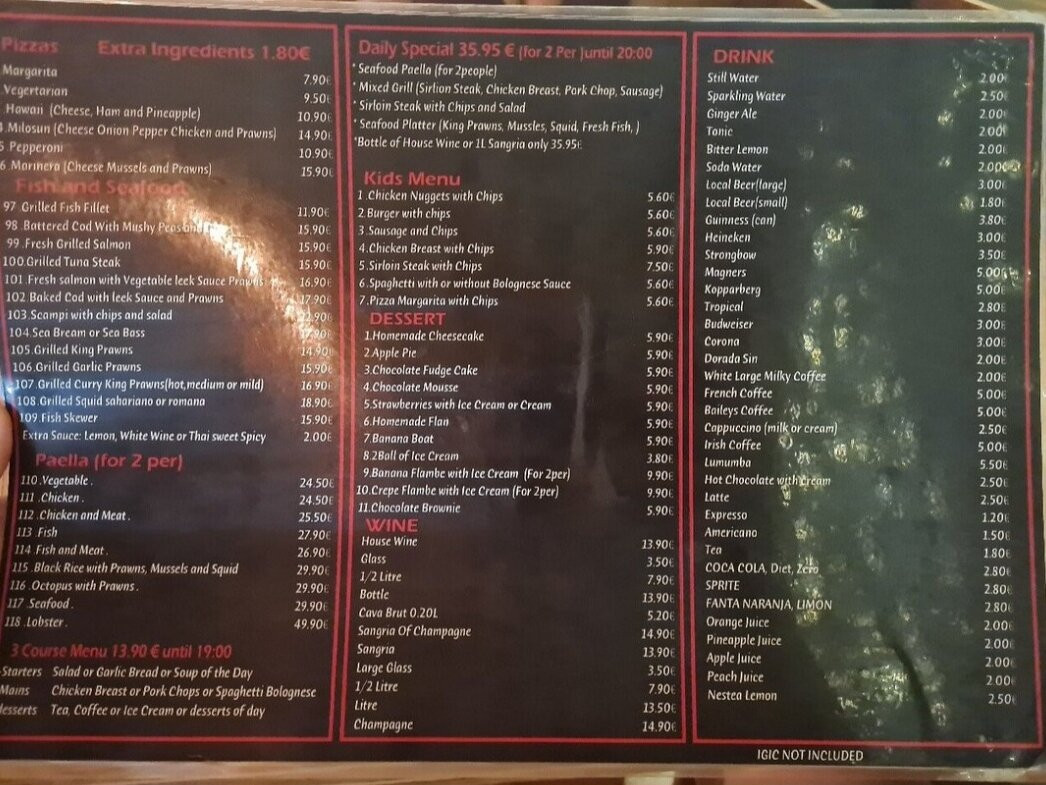 Pizzas Extra Ingredients 1.80€
Margarita 7.90€
Vegertarian 9.50€
Hawaii (Cheese, Ham and Pineapple) 10.90€
Milosun (Cheese Onion Pepper Chicken and Prawns) 14.90€
Pepperoni 10.90€
6.Marinera (Cheese Mussels and Prawns) 15.90€
Fish and Seafood
97 .Grilled Fish Fillet 11.90€
98 .Battered Cod With Mushy Peas 15.90€
99 .Fresh Grilled Salmon 15.90€
100.Grilled Tuna Steak 15.90€
101 .Fresh salmon with Vegetable leek Sauce Prawns 16.90€
102 .Baked Cod with leek Sauce and Prawns 17.90€
103 .Scampi with chips and salad
104 .Sea Bream or Sea Bass 17.90€
105 .Grilled King Prawns 14.90€
106 .Grilled Garlic Prawns 15.90€
107 .Grilled Curry King Prawns(hot,medium or mild) 16.90€
108 .Grilled Squid sahariano or romana 18.90€
109 .Fish Skewer 15.90€
Extra Sauce: Lemon, White Wine or Thai sweet Spicy 2.00€
Paella (for 2 per)
110 .Vegetable . 24.50€
111 .Chicken . 24.50€
112 .Chicken and Meat . 25.50€
113 .Fish 27.90€
114 .Fish and Meat . 26.90€
115 .Black Rice with Prawns, Mussels and Squid 29.90€
116 .Octopus with Prawns . 29.90€
117 .Seafood . 29.90€
118 .Lobster . 49.90€
3 Course Menu 13.90 € until 19:00
Starters Salad or Garlic Bread or Soup of the Day
Mains Chicken Breast or Pork Chops or Spaghetti Bolognese
desserts Tea, Coffee or Ice Cream or desserts of day
Daily Special 35.95 € (for 2 Per )until 20:00
* Seafood Paella (for 2people)
* Mixed Grill (Sirlion Steak, Chicken Breast, Pork Chop, Sausage)
* Sirloin Steak with Chips and Salad
* Seafood Platter (King Prawns, Mussles, Squid, Fresh Fish, )
*Bottle of House Wine or 1L Sangria only 35.95€
Kids Menu
1 .Chicken Nuggets with Chips 5.60€
2.Burger with chips 5.60€
3.Sausage and Chips 5.60€
4.Chicken Breast with Chips 5.90€
5.Sirloin Steak with Chips 7.50€
6.Spaghetti with or without Bolognese Sauce 5.60€
7.Pizza Margarita with Chips 5.60€
DESSERT
1.Homemade Cheesecake 5.90€
2.Apple Pie 5.90€
3.Chocolate Fudge Cake 5.90€
4.Chocolate Mousse 5.90€
5.Strawberries with Ice Cream or Cream 5.90€
6.Homemade Flan 5.90€
7.Banana Boat 5.90€
8.2Ball of Ice Cream 3.80€
9.Banana Flambe with Ice Cream (For 2per) 9.90€
10.Crepe Flambe with Ice Cream (For 2per) 9.90€
11.Chocolate Brownie 5.90€
WINE
House Wine 13.90€
Glass 3.50€
1/2 Litre 7.90€
Bottle 13.90€
Cava Brut 0.20L 5.20€
Sangria Of Champagne 14.90€
Sangria 13.90€
Large Glass 3.50€
1/2 Litre 7.90€
Litre 13.50€
Champagne 14.90€
DRINK
Still Water 2.00€
Sparkling Water 2.50€
Ginger Ale 2.00€
Tonic 2.00€
Bitter Lemon 2.00€
Soda Water 2.00€
Local Beer(large) 3.00€
Local Beer(small) 1.80€
Guinness (can) 3.80€
Heineken 3.00€
Strongbow 3.50€
Magners 5.00€
Kopparberg 5.00€
Tropical 2.80€
Budweiser 3.00€
Corona 3.00€
Dorada Sin 2.00€
White Large Milky Coffee 2.00€
French Coffee 5.00€
Baileys Coffee 5.00€
Cappuccino (milk or cream) 2.50€
Irish Coffee 5.00€
Lumumba 5.50€
Hot Chocolate with Cream 2.50€
Latte 2.50€
Expresso 1.20€
Americano 1.50€
Tea 1.80€
COCA COLA, Diet, Zero 2.80€
SPRITE 2.80€
FANTA NARANJA, LIMON 2.80€
Orange Juice 2.00€
Pineapple Juice 2.00€
Apple Juice 2.00€
Peach Juice 2.00€
Nestea Lemon 2.50€
IGIC NOT INCLUDED